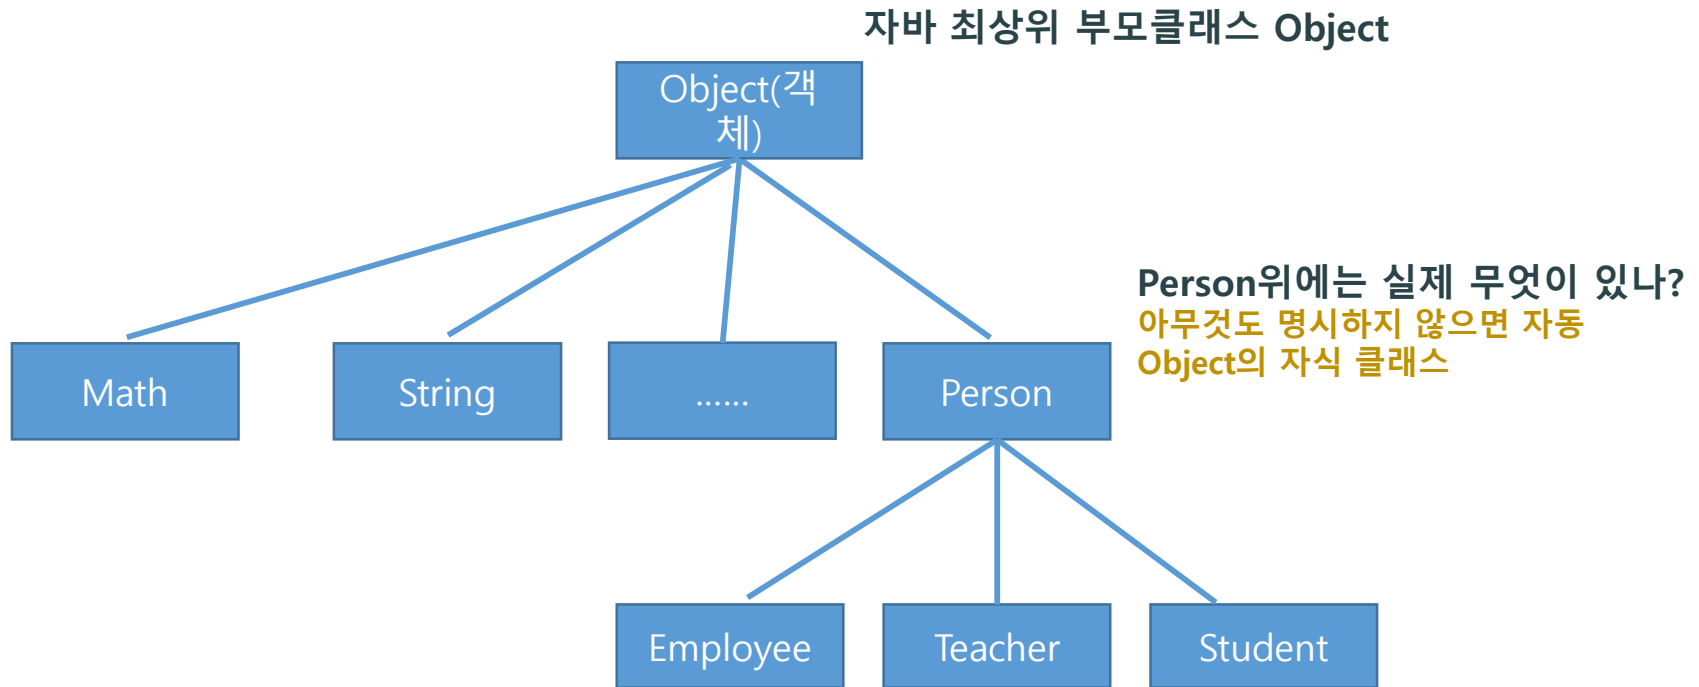 자바 최상위 부모클래스 Object
Object(객
체)
Person위에는 실제 무엇이 있나?
아무것도 명시하지 않으면 자동
Object의 자식 클래스
Math
String
......
Person
Employee
Teacher
Student